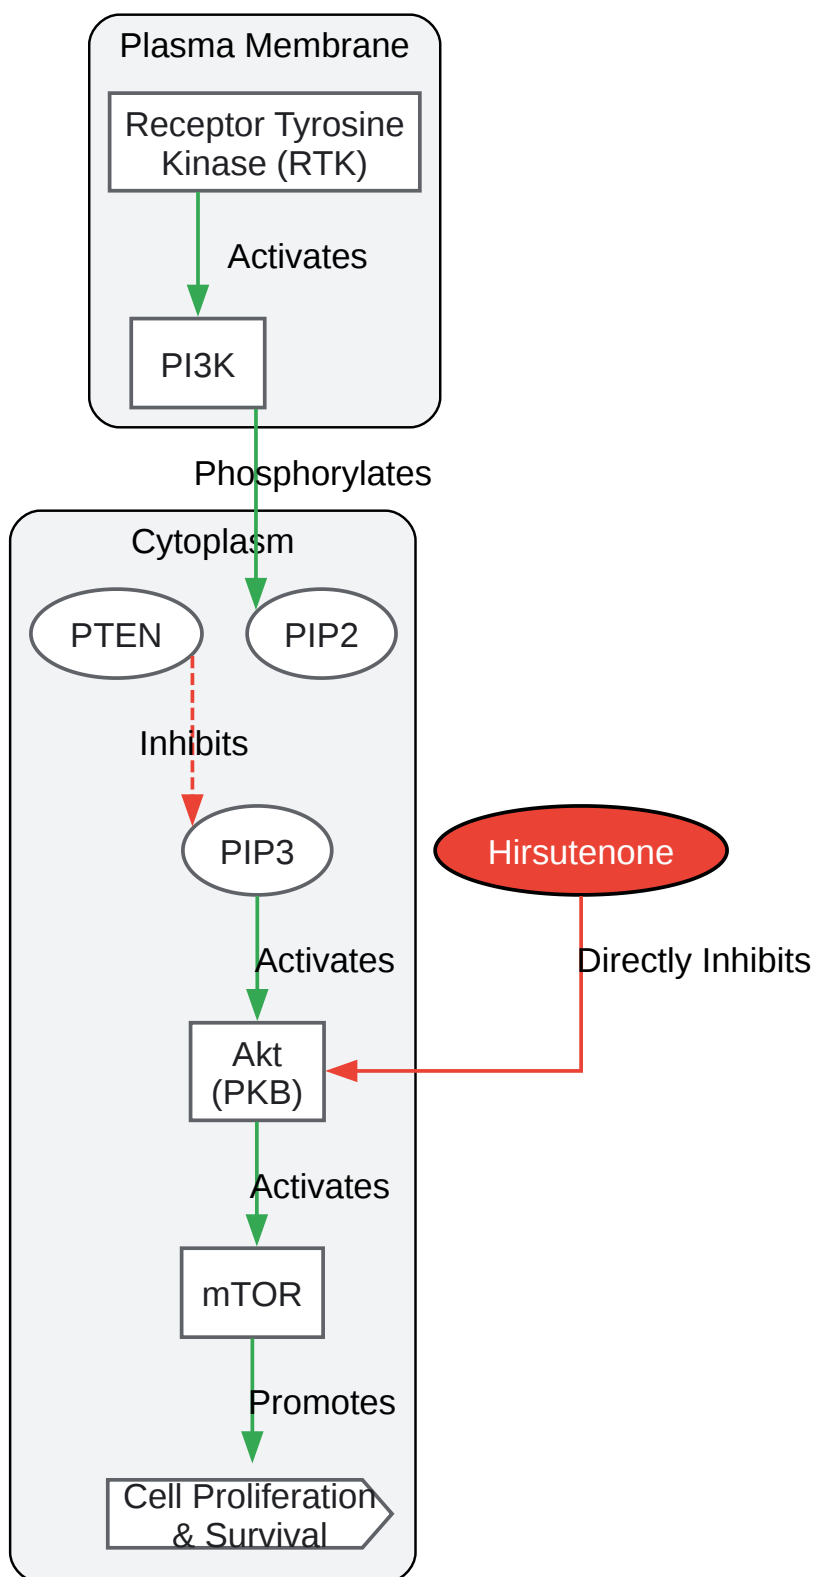 Plasma Membrane
Receptor Tyrosine
Kinase (RTK)
Activates
PI3K
Phosphorylates
Cytoplasm
PTEN
PIP2
Inhibits
PIP3
Hirsutenone
Activates
Directly Inhibits
Akt
(PKB)
Activates
mTOR
Promotes
Cell Proliferation
& Survival